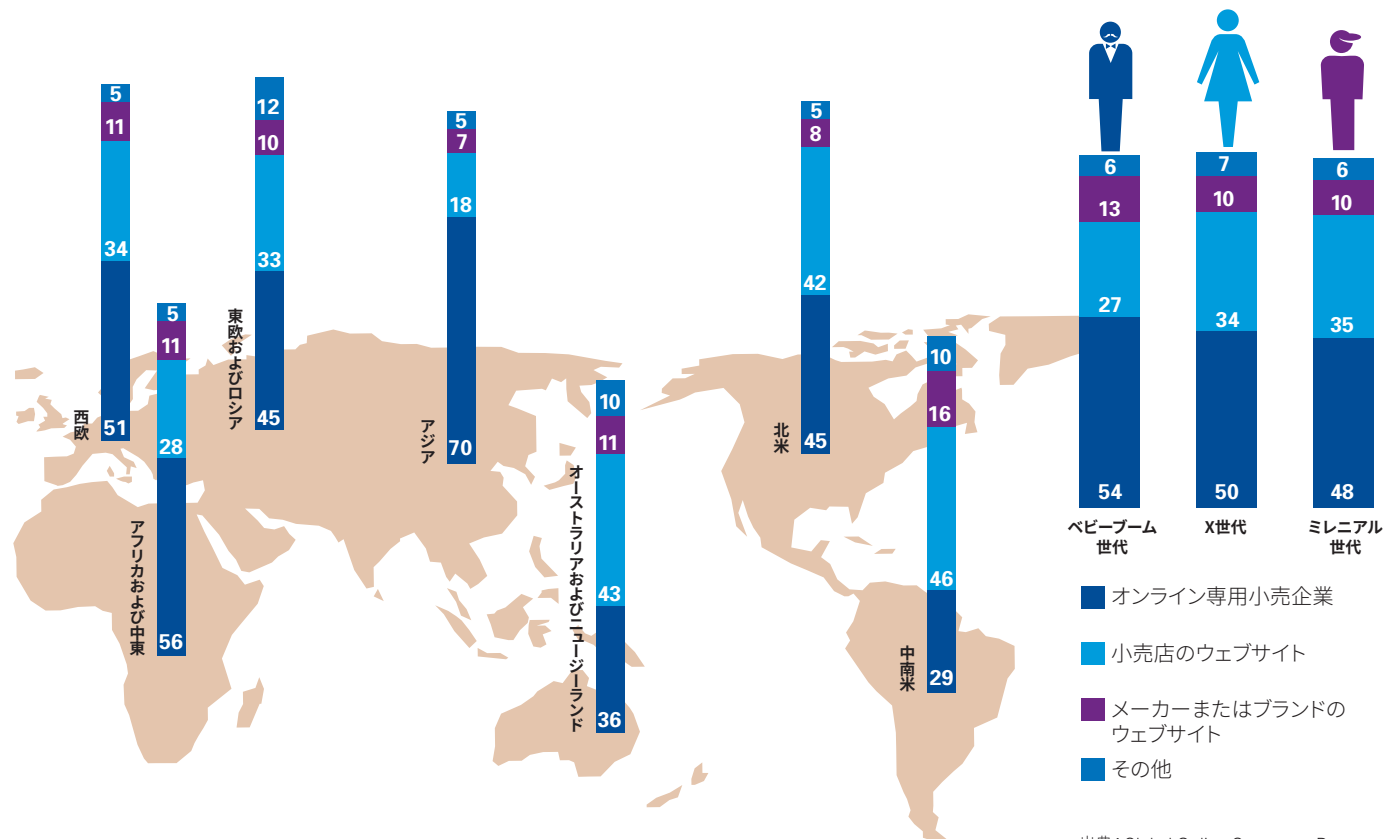 5
11
34
51
西欧
5
11
28
56
アフリカおよび中東
12
10
33
45
東欧およびロシア
5
7
18
70
アジア
10
11
43
36
オーストラリアおよびニュージーランド
5
8
42
45
北米
10
16
46
29
中南米
6
13
27
54
ベビーブーム
世代
7
10
34
50
X世代
6
10
35
48
ミレニアル
世代
オンライン専用小売企業
小売店のウェブサイト
メーカーまたはブランドの
ウェブサイト
その他